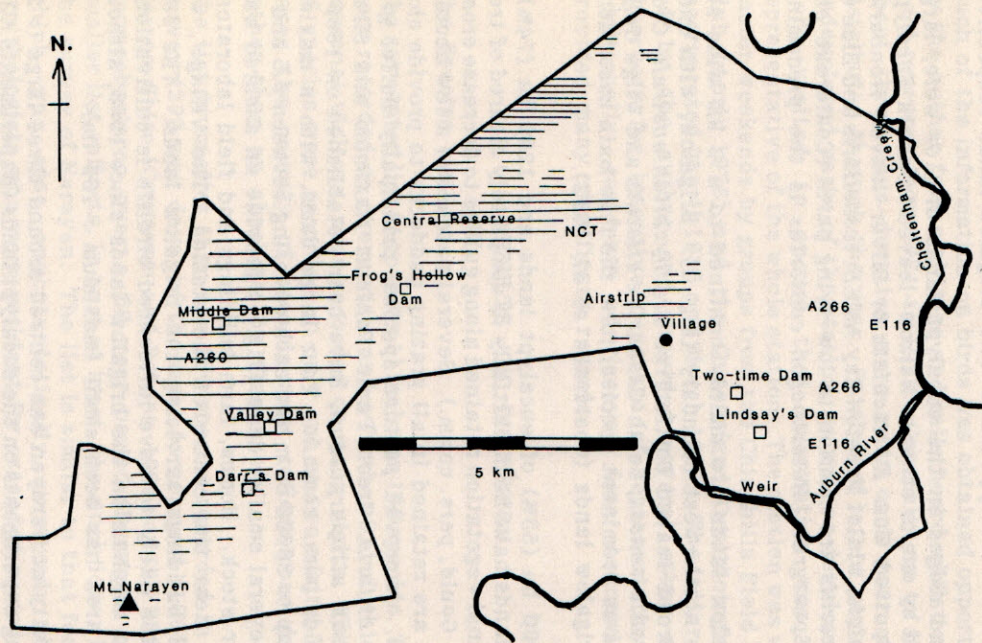 N.
Cheltenham Creek
Central Reserve
NCT
Frog's Hollow
Dam
Airstrip
Middle Dam
A266
E116
Village
A260
Two-time Dam
A266
Valley Dam
Lindsay's Dam
E116
5 km
Darr's Dam
Weir
Auburn River
Mt Narayen